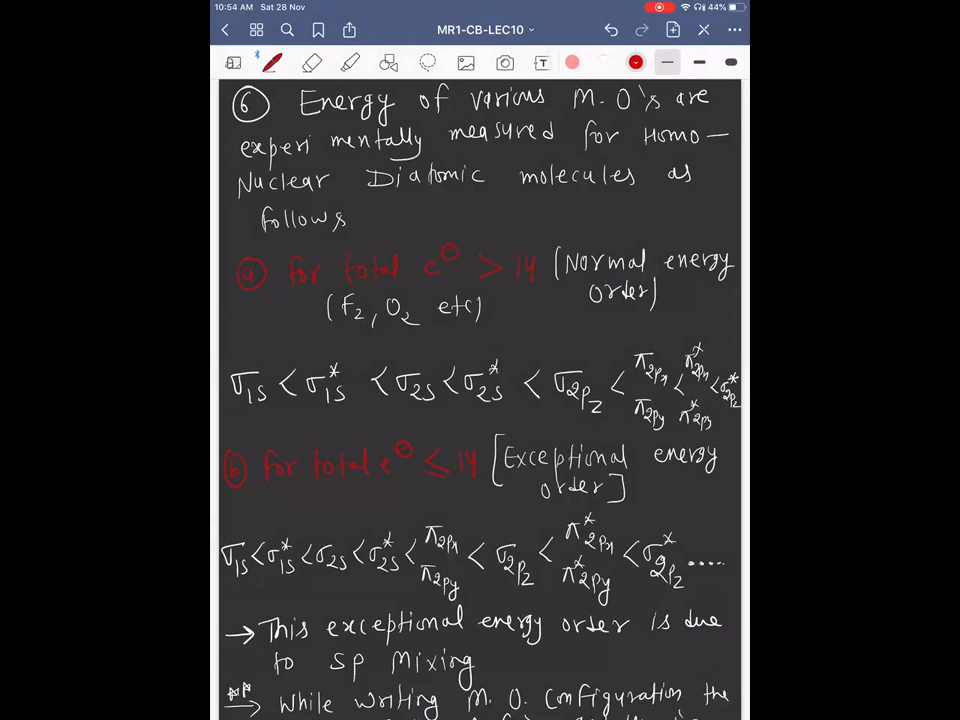 10:54 AM Sat 28 Nov 44%
MR1-CB-LEC10
T
⑥ Energy of various M.O's are
experimentally measured for Homo-
Nuclear Diatomic molecules as
follows
ⓐ for total e⊖ > 14 (Normal energy
order)
(F₂, O₂ etc)
σ1s < σ*1s < σ2s < σ*2s < σ2pz < π2px π2py < π*2px π*2py < σ*2pz
ⓑ for total e⊖ ≤ 14 [Exceptional energy
order]
σ1s < σ*1s < σ2s < σ*2s < π2px π2py < σ2pz < π*2px π*2py < σ*2pz .....
→ This exceptional energy order is due
to sp Mixing
→ While writing M.O. Configuration the